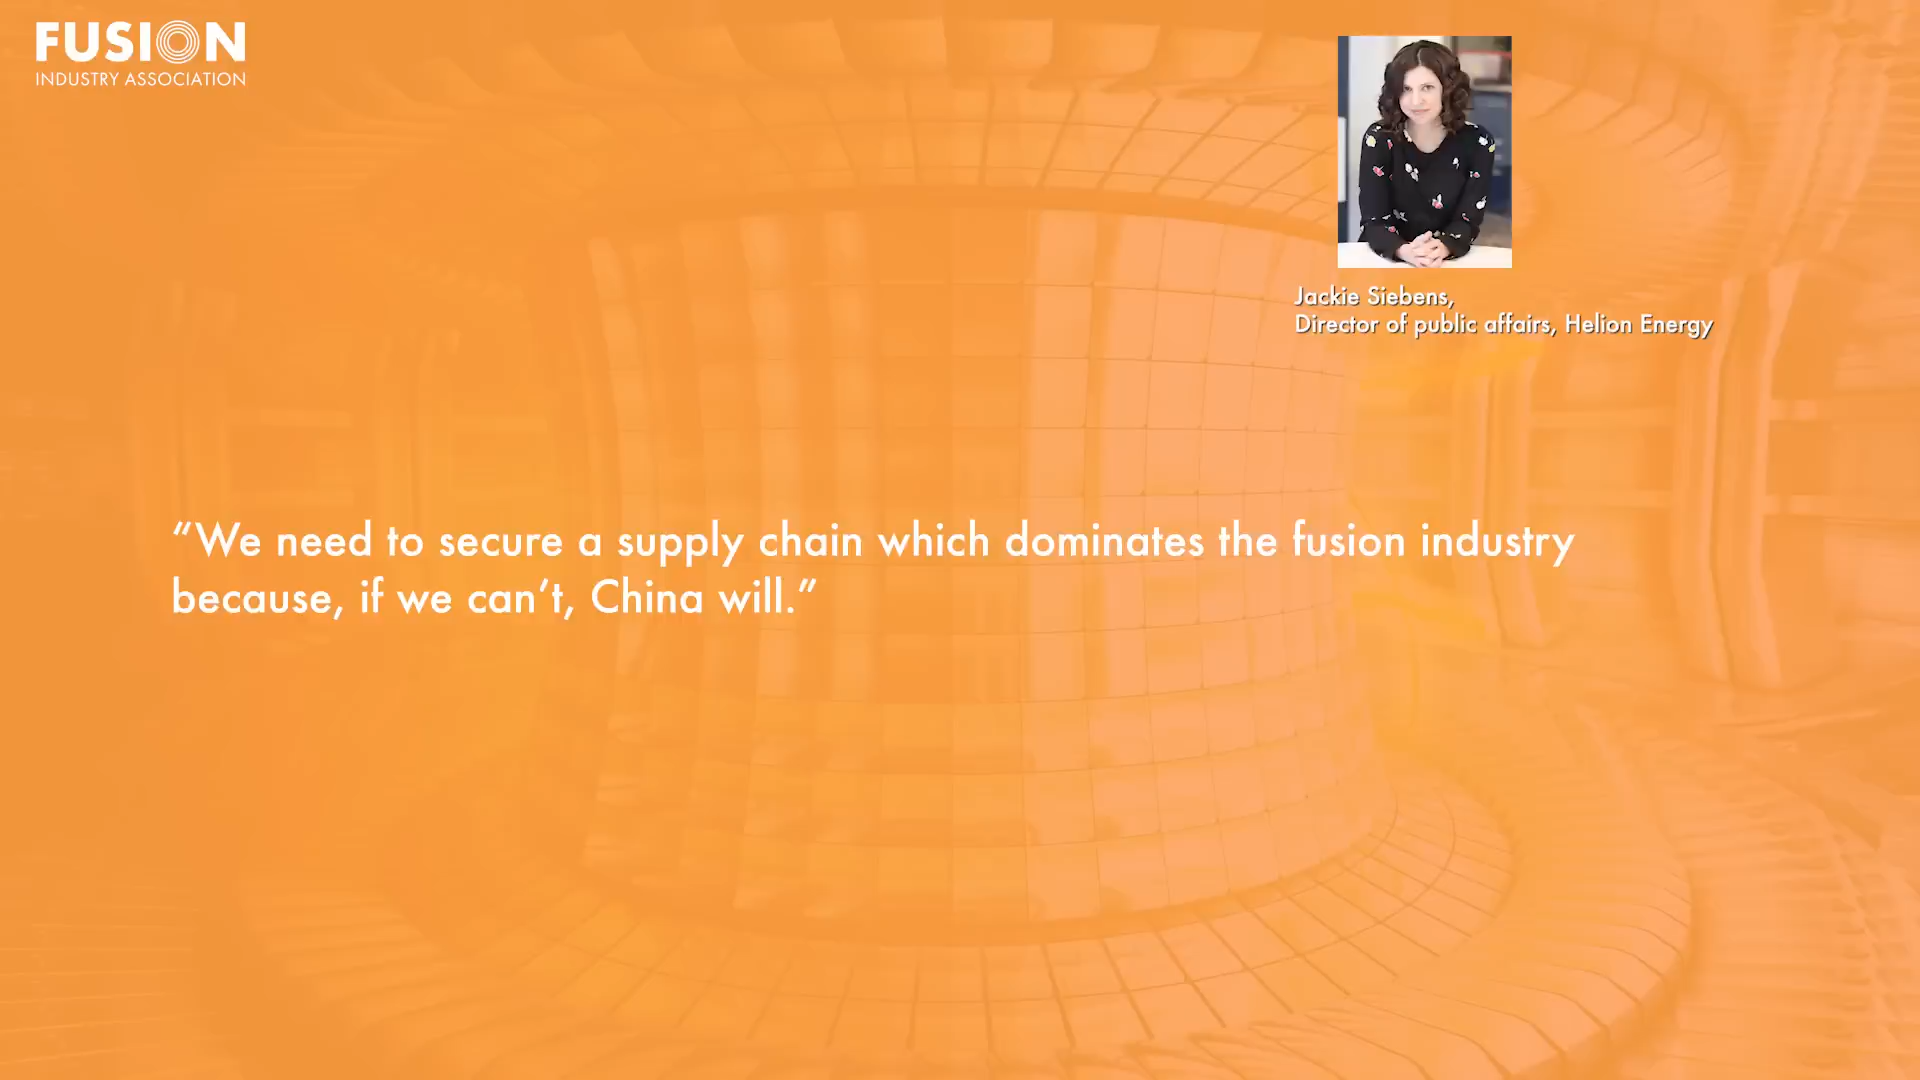 FUSION
INDUSTRY ASSOCIATION
Jackie Siebens,
Director of public affairs, Helion Energy
“We need to secure a supply chain which dominates the fusion industry
because, if we can’t, China will.”